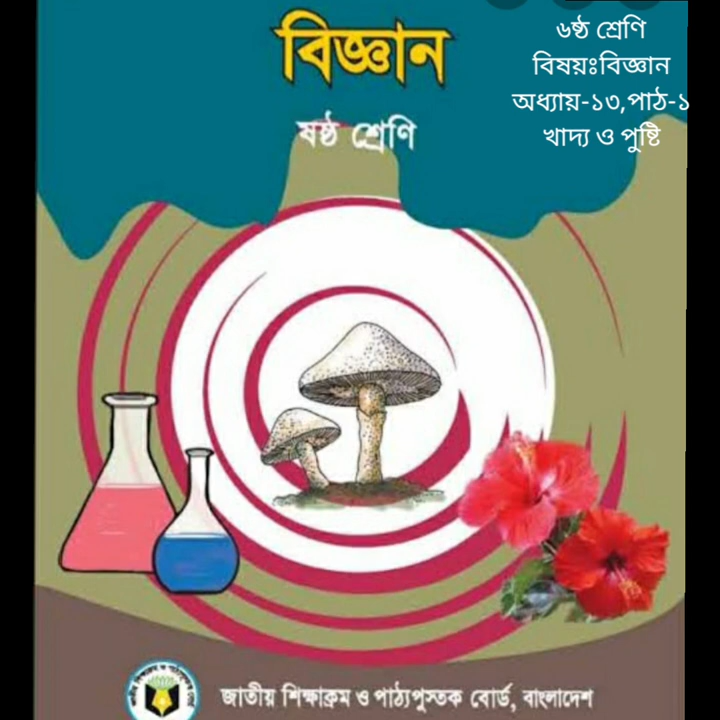 বিজ্ঞান
ষষ্ঠ শ্রেণি
৬ষ্ঠ শ্রেণি
বিষয়ঃবিজ্ঞান
অধ্যায়-১৩,পাঠ-১
খাদ্য ও পুষ্টি
জাতীয় শিক্ষাক্রম ও পাঠ্যপুস্তক বোর্ড, বাংলাদেশ